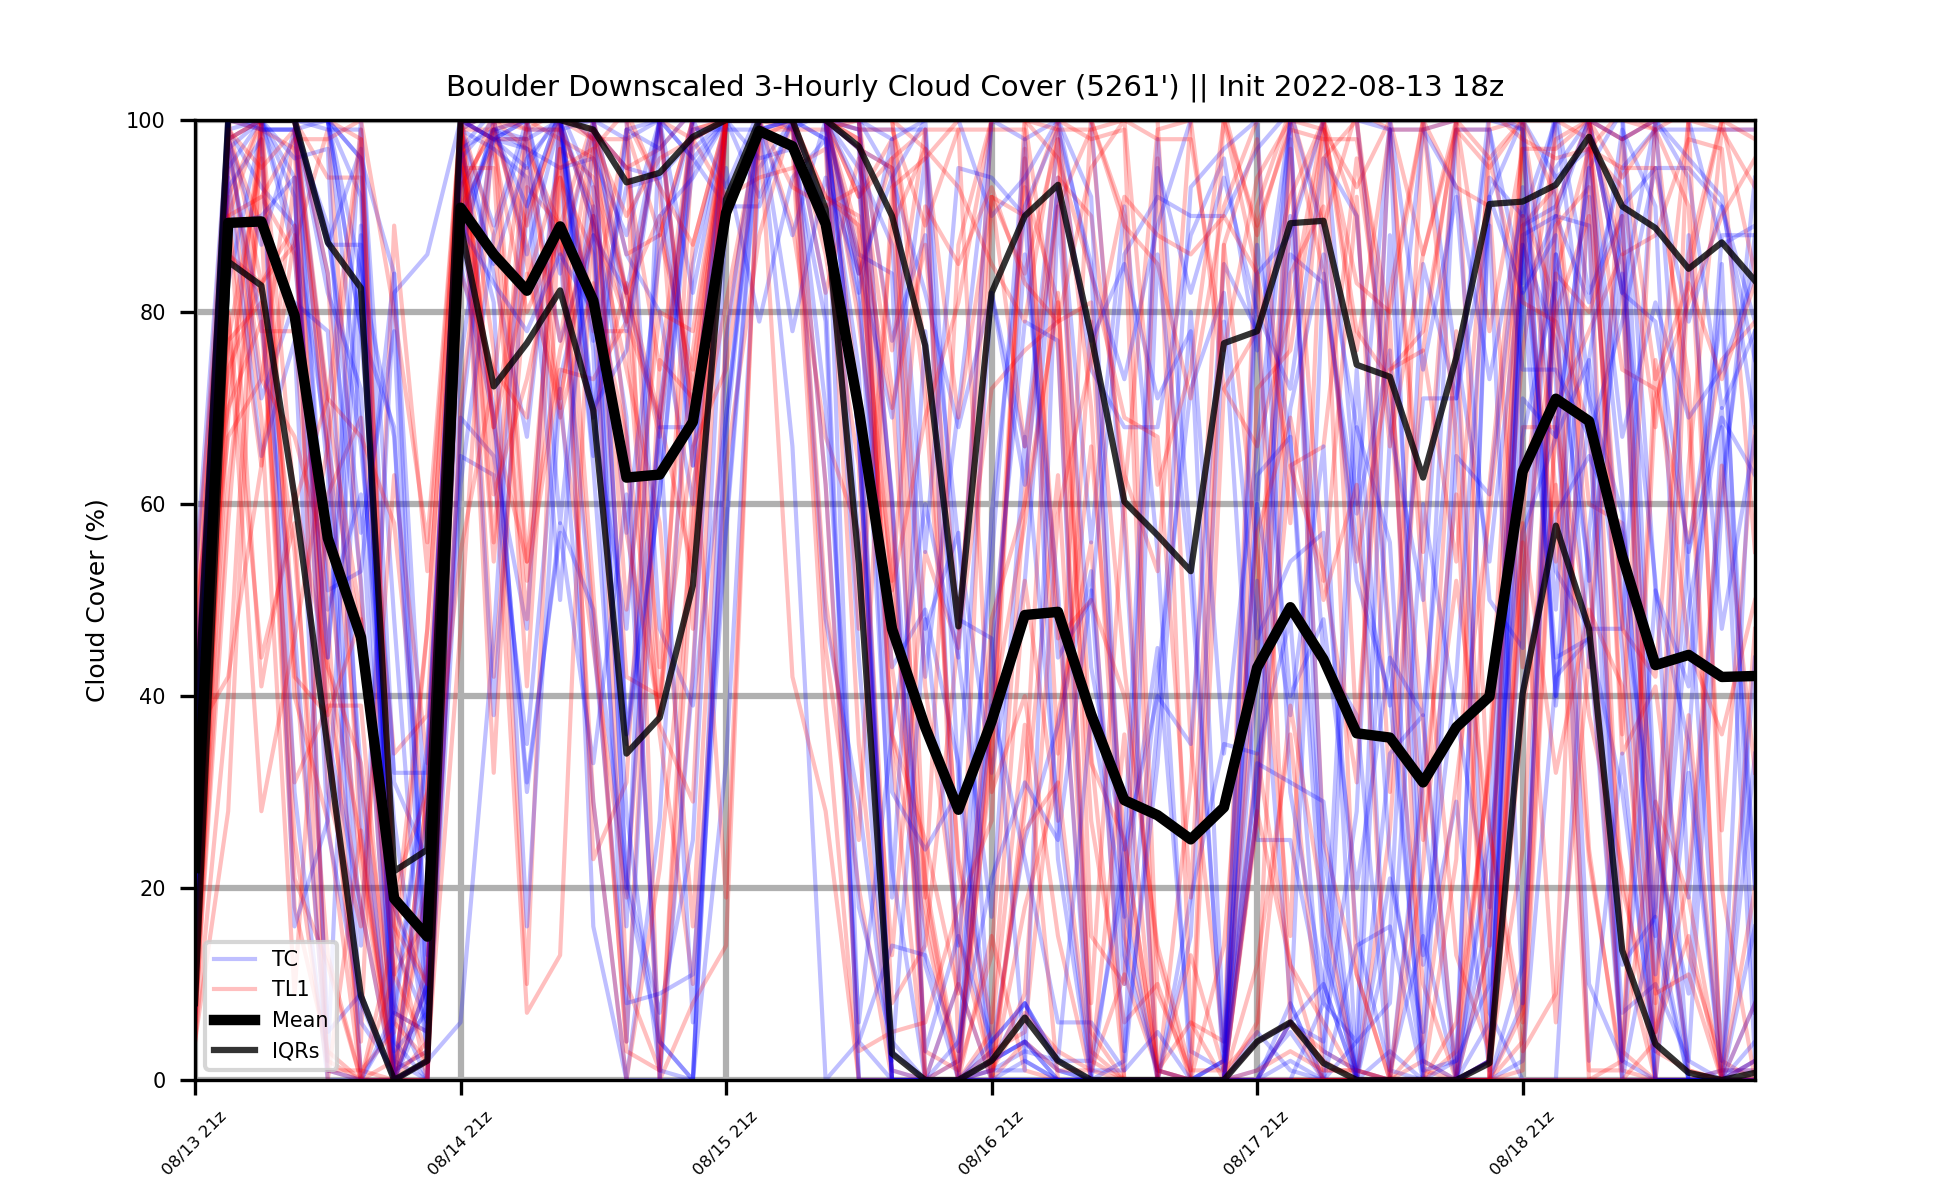 Boulder Downscaled 3-Hourly Cloud Cover (5261') || Init 2022-08-13 18z
Cloud Cover (%)
100
80
60
40
20
0
TC
TL1
Mean
IQRs
08/13 21z
08/14 21z
08/15 21z
08/16 21z
08/17 21z
08/18 21z